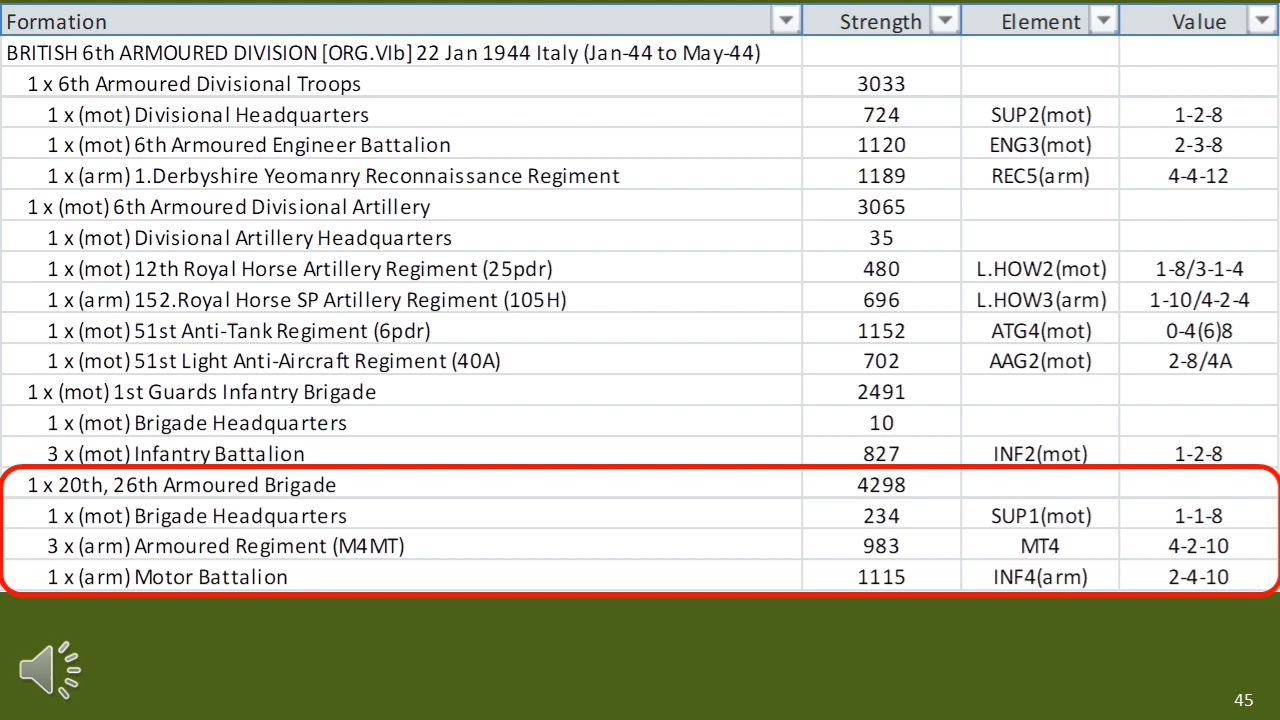 Formation Strength Element Value
BRITISH 6th ARMOURED DIVISION [ORG.VIb] 22 Jan 1944 Italy (Jan-44 to May-44)
1 x 6th Armoured Divisional Troops 3033
1 x (mot) Divisional Headquarters 724 SUP2(mot) 1-2-8
1 x (mot) 6th Armoured Engineer Battalion 1120 ENG3(mot) 2-3-8
1 x (arm) 1.Derbyshire Yeomanry Reconnaissance Regiment 1189 REC5(arm) 4-4-12
1 x (mot) 6th Armoured Divisional Artillery 3065
1 x (mot) Divisional Artillery Headquarters 35
1 x (mot) 12th Royal Horse Artillery Regiment (25pdr) 480 L.HOW2(mot) 1-8/3-1-4
1 x (arm) 152.Royal Horse SP Artillery Regiment (105H) 696 L.HOW3(arm) 1-10/4-2-4
1 x (mot) 51st Anti-Tank Regiment (6pdr) 1152 ATG4(mot) 0-4(6)8
1 x (mot) 51st Light Anti-Aircraft Regiment (40A) 702 AAG2(mot) 2-8/4A
1 x (mot) 1st Guards Infantry Brigade 2491
1 x (mot) Brigade Headquarters 10
3 x (mot) Infantry Battalion 827 INF2(mot) 1-2-8
1 x 20th, 26th Armoured Brigade 4298
1 x (mot) Brigade Headquarters 234 SUP1(mot) 1-1-8
3 x (arm) Armoured Regiment (M4MT) 983 MT4 4-2-10
1 x (arm) Motor Battalion 1115 INF4(arm) 2-4-10
45